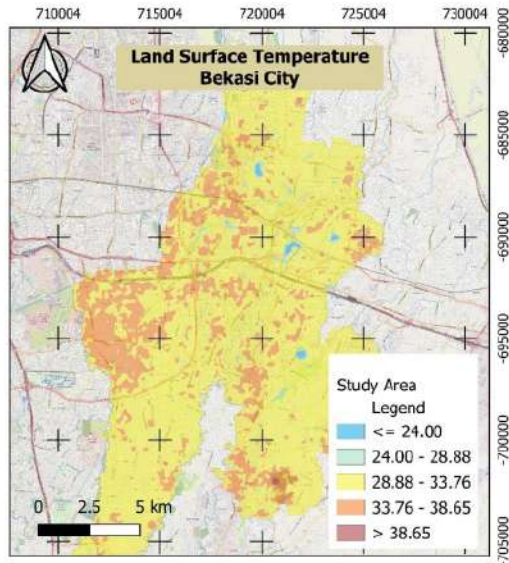 710004 715004 720004 725004 730004
Land Surface Temperature
Bekasi City
-680000
-685000
-690000
-695000
-700000
-705000
Study Area
Legend
<= 24.00
24.00 - 28.88
28.88 - 33.76
33.76 - 38.65
> 38.65
0 2.5 5 km